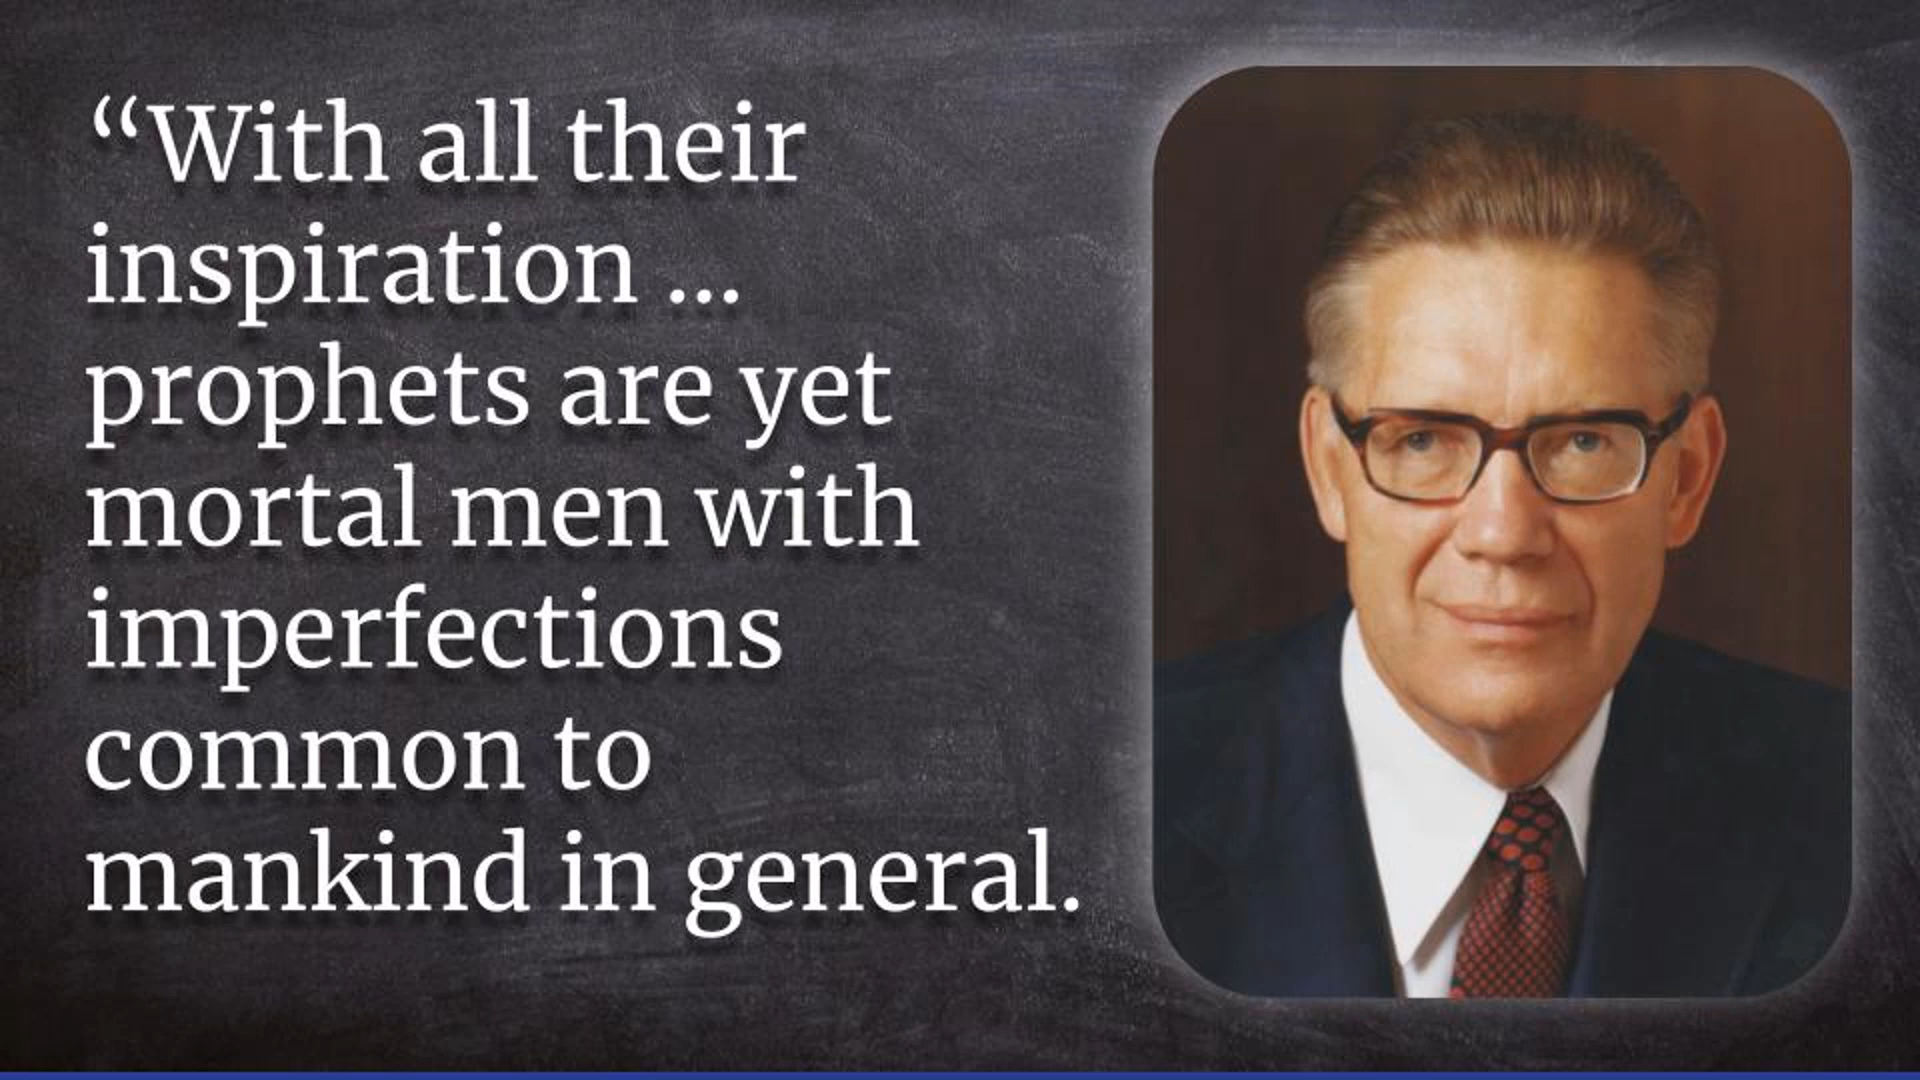 “With all their
inspiration ...
prophets are yet
mortal men with
imperfections
common to
mankind in general.